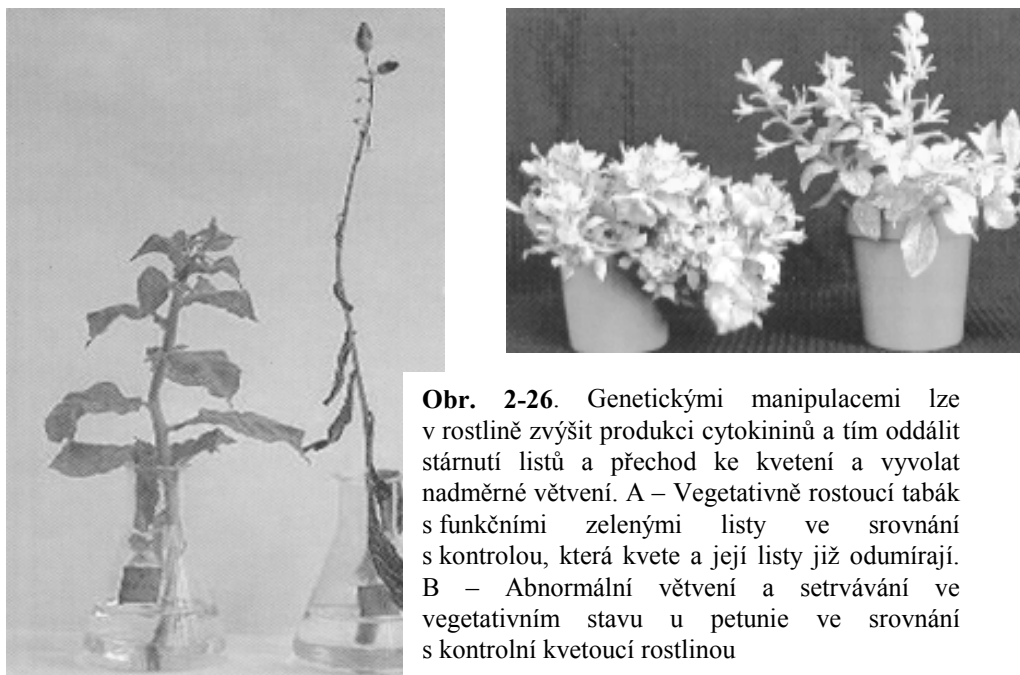 Obr. 2-26. Genetickými manipulacemi lze
v rostlině zvýšit produkci cytokininů a tím oddálit
stárnutí listů a přechod ke kvetení a vyvolat
nadměrné větvení. A – Vegetativně rostoucí tabák
s funkčními zelenými listy ve srovnání
s kontrolou, která kvete a její listy již odumírají.
B – Abnormální větvení a setrvávání ve
vegetativním stavu u petunie ve srovnání
s kontrolní kvetoucí rostlinou